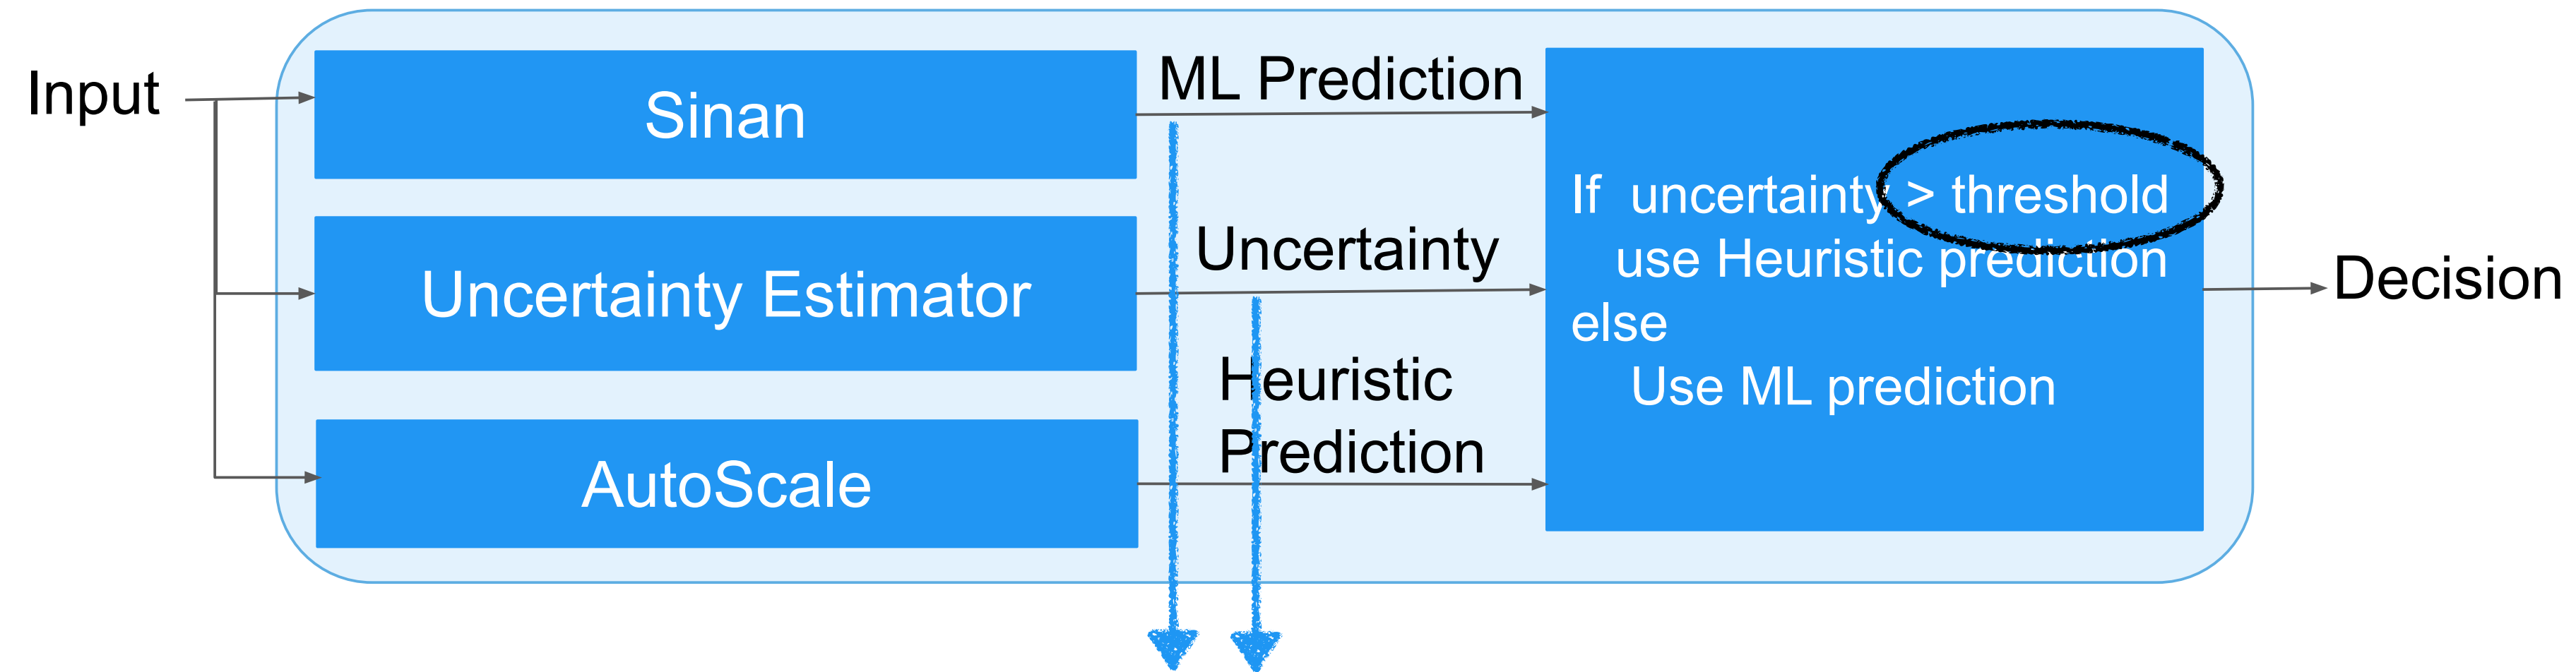 Input
Sinan
Uncertainty Estimator
AutoScale
ML Prediction
Uncertainty
Heuristic
Prediction
If uncertainty > threshold
use Heuristic prediction
else
Use ML prediction
Decision